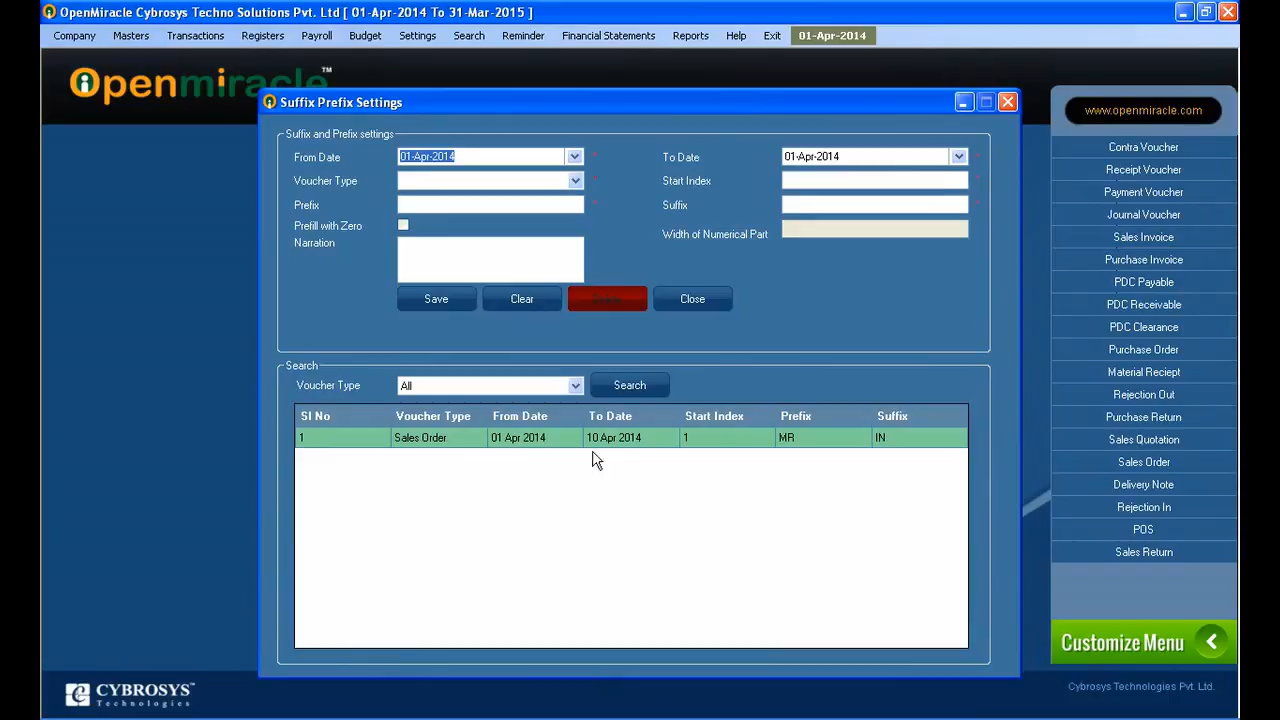 OpenMiracle Cybrosys Techno Solutions Pvt. Ltd [ 01-Apr-2014 To 31-Mar-2015 ]
Company Masters Transactions Registers Payroll Budget Settings Search Reminder Financial Statements Reports Help Exit 01-Apr-2014
Openmiracle™
Suffix Prefix Settings
Suffix and Prefix settings
From Date 01-Apr-2014 * To Date 01-Apr-2014 *
Voucher Type * Start Index *
Prefix * Suffix *
Prefill with Zero
Width of Numerical Part
Narration
Save Clear Close
Search
Voucher Type All Search
Sl No Voucher Type From Date To Date Start Index Prefix Suffix
1 Sales Order 01 Apr 2014 10 Apr 2014 1 MR IN
www.openmiracle.com
Contra Voucher
Receipt Voucher
Payment Voucher
Journal Voucher
Sales Invoice
Purchase Invoice
PDC Payable
PDC Receivable
PDC Clearance
Purchase Order
Material Reciept
Rejection Out
Purchase Return
Sales Quotation
Sales Order
Delivery Note
Rejection In
POS
Sales Return
Customize Menu
CYBROSYS™
Technologies
Cybrosys Technologies Pvt. Ltd.